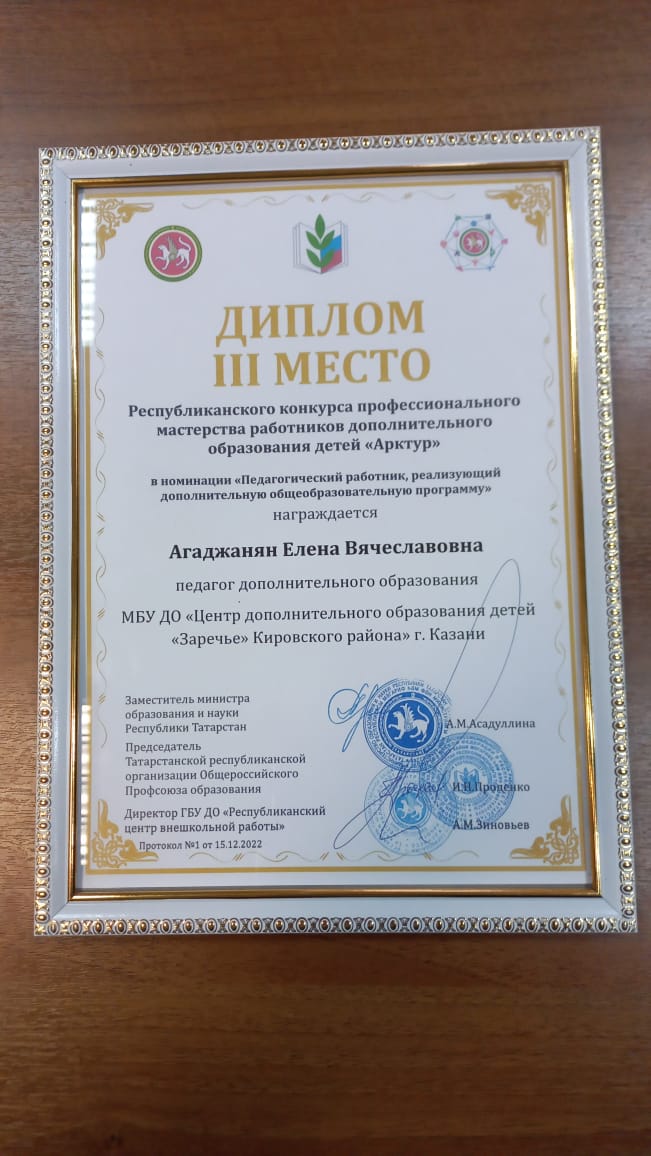 ДИПЛОМ
III МЕСТО
Республиканского конкурса профессионального
мастерства работников дополнительного
образования детей «Арктур»
в номинации «Педагогический работник, реализующий
дополнительную общеобразовательную программу»
награждается
Агаджанян Елена Вячеславовна
педагог дополнительного образования
МБУ ДО «Центр дополнительного образования детей
«Заречье» Кировского района» г. Казани
Заместитель министра
образования и науки
Республики Татарстан
А.М.Асадуллина
Председатель
Татарстанской республиканской
организации Общероссийского
Профсоюза образования
И.Н.Проценко
Директор ГБУ ДО «Республиканский
центр внешкольной работы»
А.М.Зиновьев
Протокол №1 от 15.12.2022